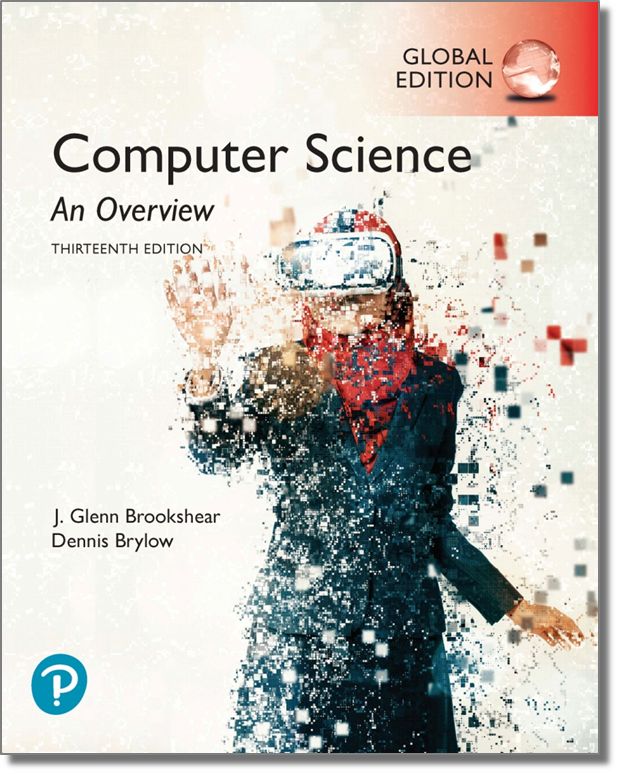 GLOBAL
EDITION
Computer Science
An Overview
THIRTEENTH EDITION
J. Glenn Brookshear
Dennis Brylow
P